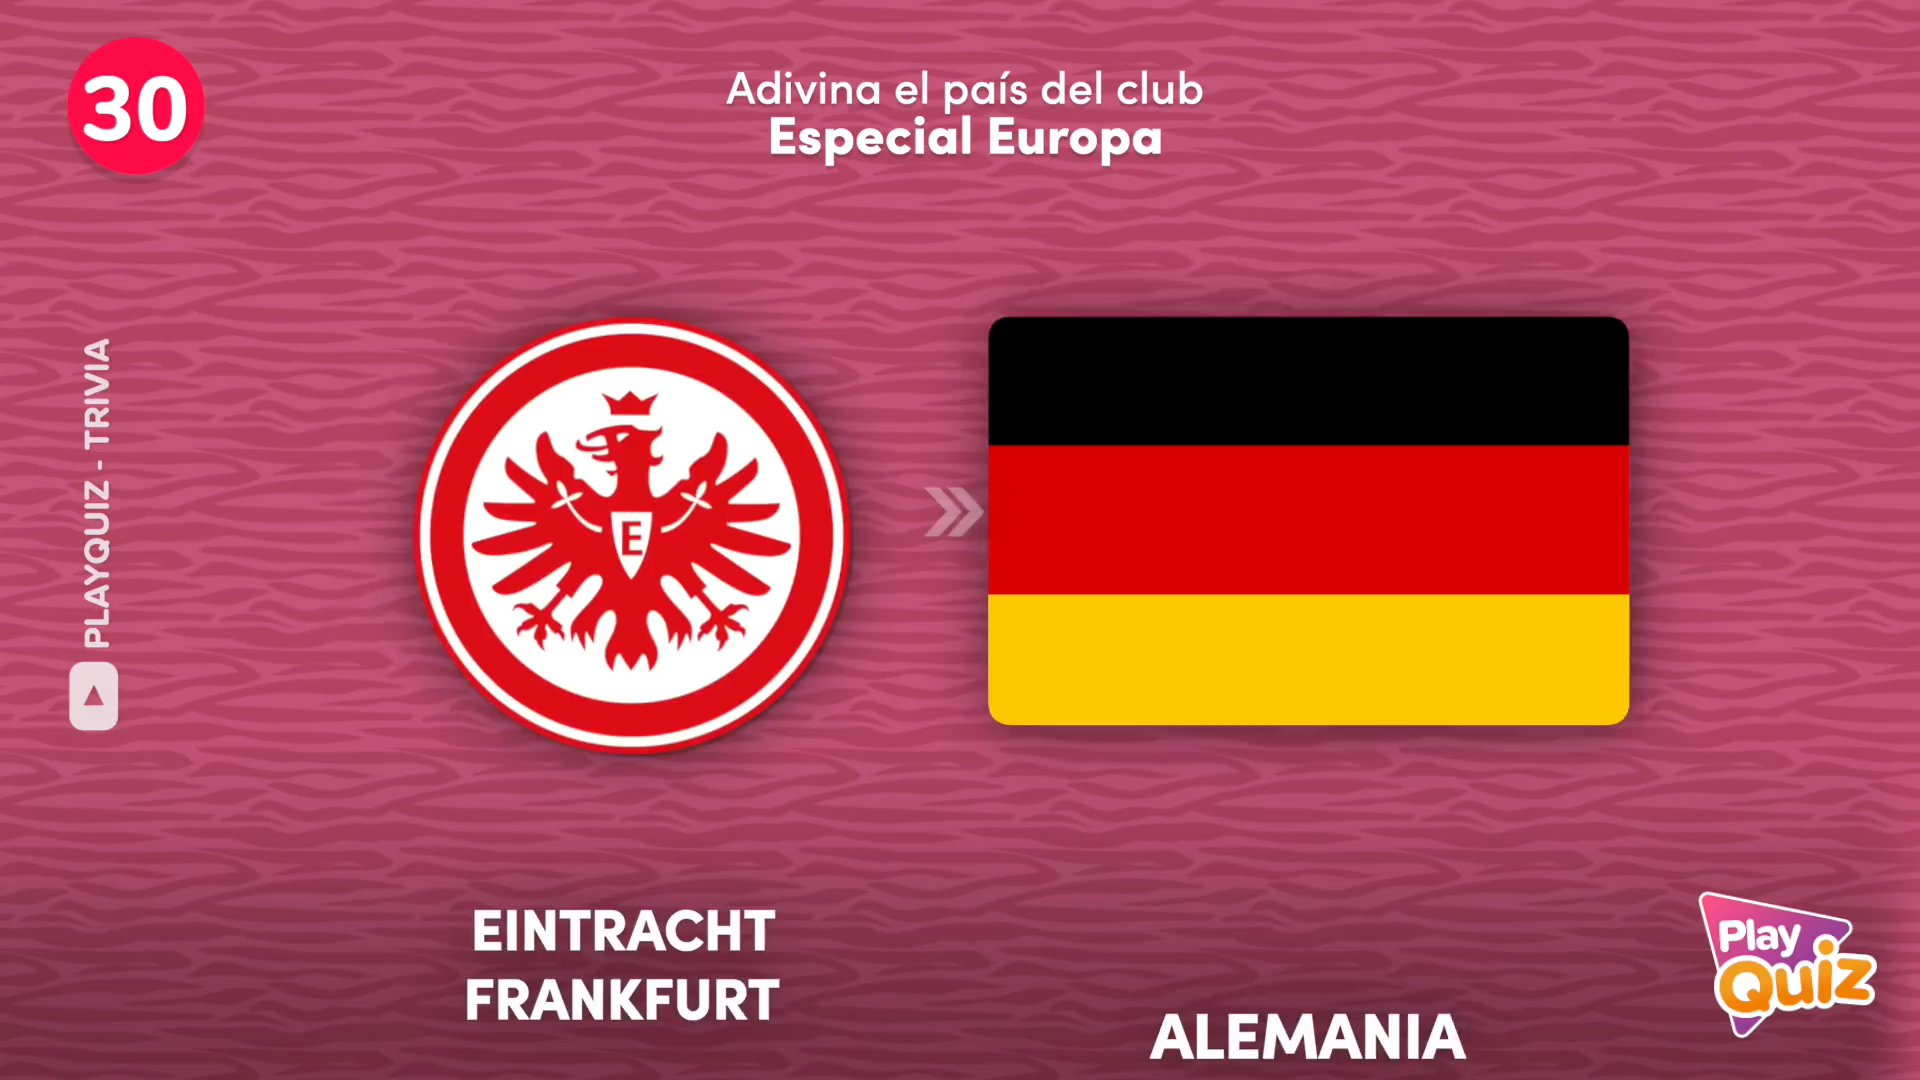 30
Adivina el país del club
Especial Europa
PLAYQUIZ - TRIVIA
E
EINTRACHT
FRANKFURT
ALEMANIA
Play
Quiz